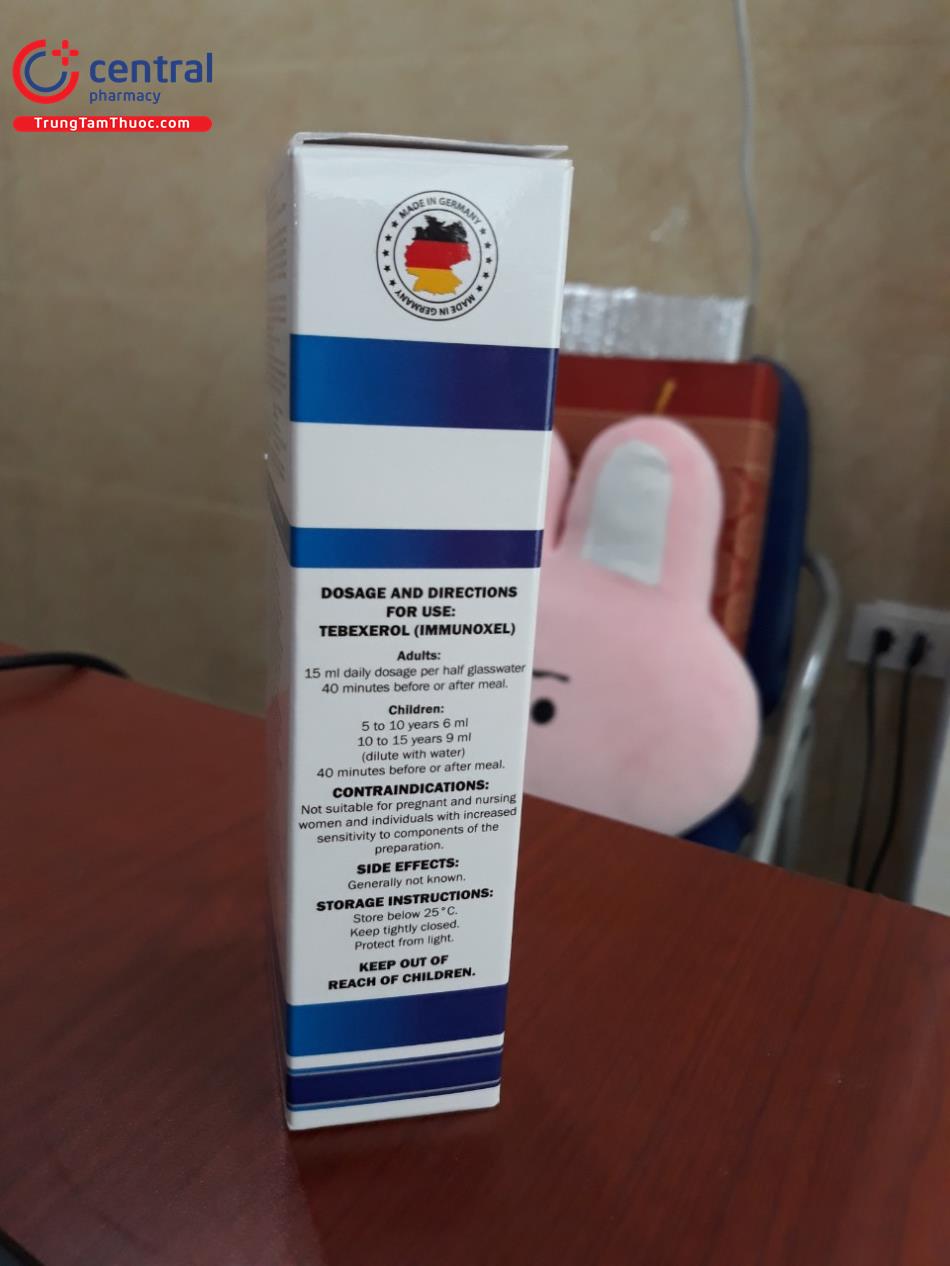 central
pharmacy
TrungTamThuoc.com
MADE IN GERMANY
MADE IN GERMANY
DOSAGE AND DIRECTIONS
FOR USE:
TEBEXEROL (IMMUNOXEL)
Adults:
15 ml daily dosage per half glasswater
40 minutes before or after meal.
Children:
5 to 10 years 6 ml
10 to 15 years 9 ml
(dilute with water)
40 minutes before or after meal.
CONTRAINDICATIONS:
Not suitable for pregnant and nursing
women and individuals with increased
sensitivity to components of the
preparation.
SIDE EFFECTS:
Generally not known.
STORAGE INSTRUCTIONS:
Store below 25°C.
Keep tightly closed.
Protect from light.
KEEP OUT OF
REACH OF CHILDREN.